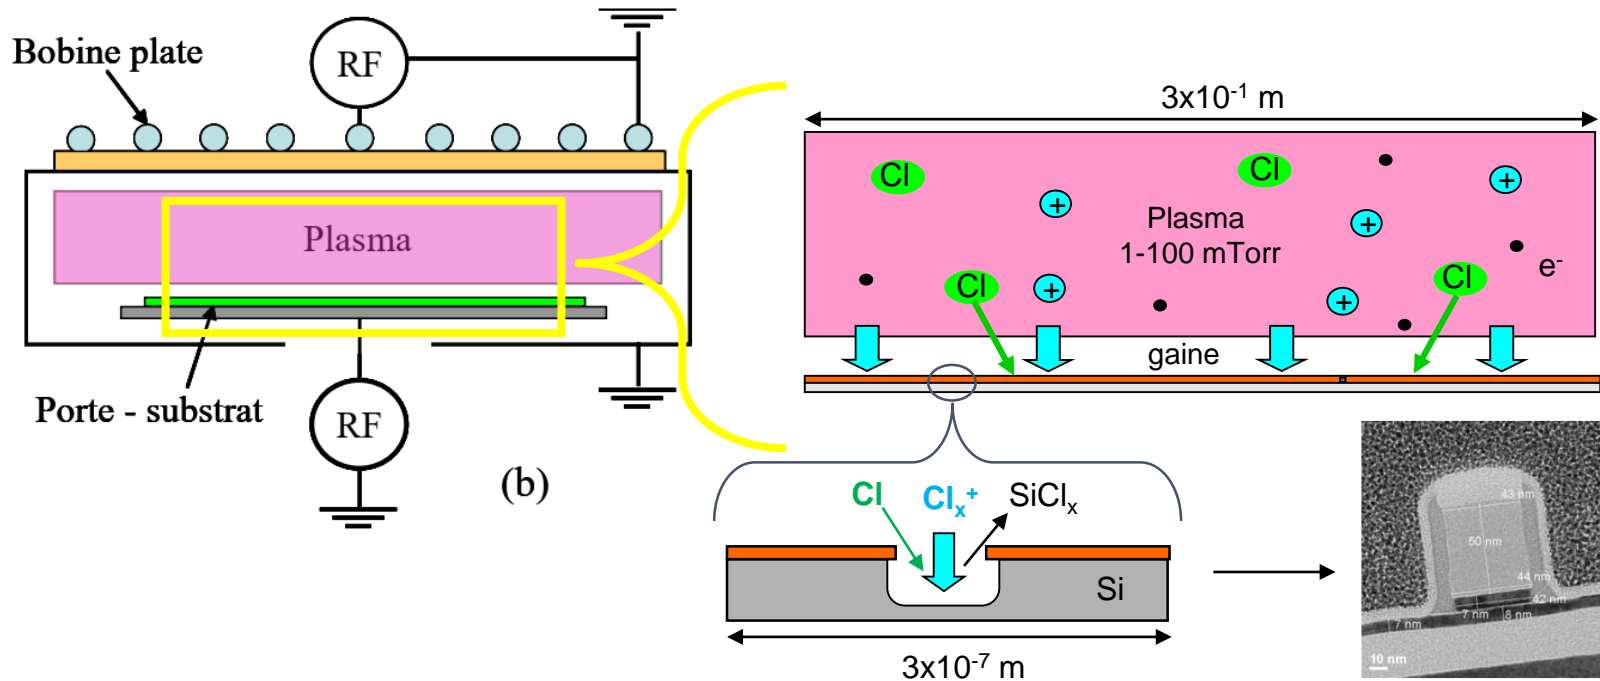 Bobine plate
RF
Plasma
Porte - substrat
RF
(b)
3x10-1 m
Cl
Cl
+
+
+
Plasma
1-100 mTorr
Cl
Cl
e-
+
+
gaine
Cl
Clx+
SiClx
Si
3x10-7 m
43 nm
50 nm
44 nm
42 nm
7 nm
8 nm
7 nm
10 nm